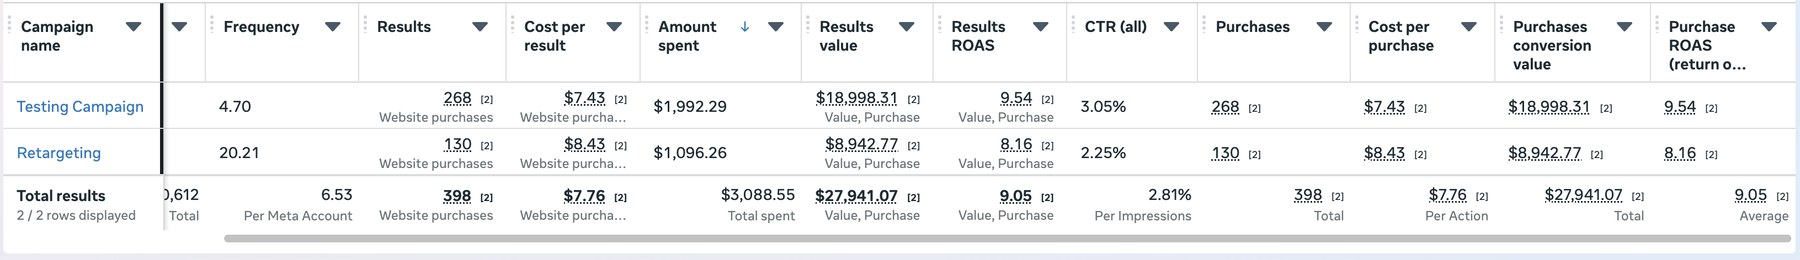 Campaign name
Frequency
Results
Cost per result
Amount spent ↓
Results value
Results ROAS
CTR (all)
Purchases
Cost per purchase
Purchases conversion value
Purchase ROAS (return o...
Testing Campaign 4.70 268 [2] $7.43 [2] $1,992.29 $18,998.31 [2] 9.54 [2] 3.05% 268 [2] $7.43 [2] $18,998.31 [2] 9.54 [2]
Website purchases Website purcha... Value, Purchase Value, Purchase
Retargeting 20.21 130 [2] $8.43 [2] $1,096.26 $8,942.77 [2] 8.16 [2] 2.25% 130 [2] $8.43 [2] $8,942.77 [2] 8.16 [2]
Website purchases Website purcha... Value, Purchase Value, Purchase
Total results 0,612 6.53 398 [2] $7.76 [2] $3,088.55 $27,941.07 [2] 9.05 [2] 2.81% 398 [2] $7.76 [2] $27,941.07 [2] 9.05 [2]
2 / 2 rows displayed Total Per Meta Account Website purchases Website purcha... Total spent Value, Purchase Value, Purchase Per Impressions Total Per Action Total Average